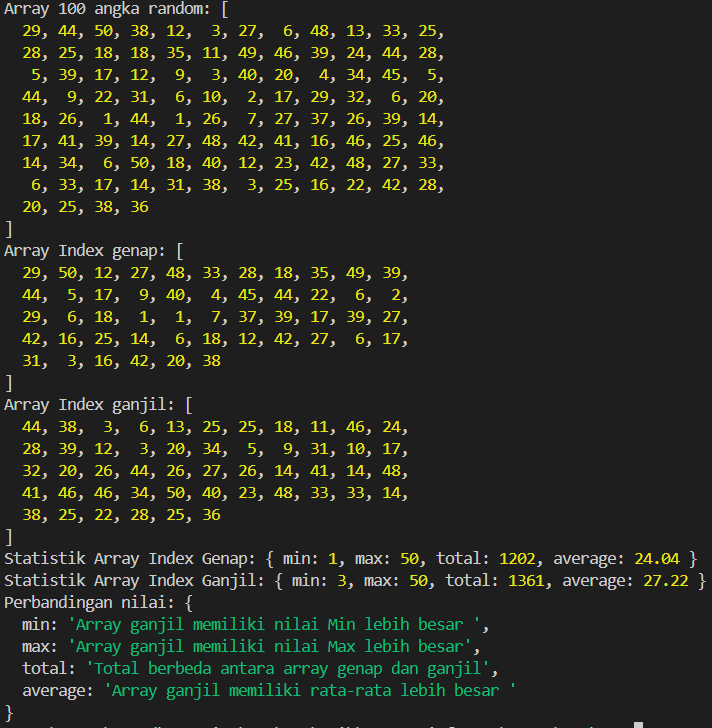 Array 100 angka random: [
  29, 44, 50, 38, 12,  3, 27,  6, 48, 13, 33, 25,
  28, 25, 18, 18, 35, 11, 49, 46, 39, 24, 44, 28,
   5, 39, 17, 12,  9,  3, 40, 20,  4, 34, 45,  5,
  44,  9, 22, 31,  6, 10,  2, 17, 29, 32,  6, 20,
  18, 26,  1, 44,  1, 26,  7, 27, 37, 26, 39, 14,
  17, 41, 39, 14, 27, 48, 42, 41, 16, 46, 25, 46,
  14, 34,  6, 50, 18, 40, 12, 23, 42, 48, 27, 33,
   6, 33, 17, 14, 31, 38,  3, 25, 16, 22, 42, 28,
  20, 25, 38, 36
]
Array Index genap: [
  29, 50, 12, 27, 48, 33, 28, 18, 35, 49, 39,
  44,  5, 17,  9, 40,  4, 45, 44, 22,  6,  2,
  29,  6, 18,  1,  1,  7, 37, 39, 17, 39, 27,
  42, 16, 25, 14,  6, 18, 12, 42, 27,  6, 17,
  31,  3, 16, 42, 20, 38
]
Array Index ganjil: [
  44, 38,  3,  6, 13, 25, 25, 18, 11, 46, 24,
  28, 39, 12,  3, 20, 34,  5,  9, 31, 10, 17,
  32, 20, 26, 44, 26, 27, 26, 14, 41, 14, 48,
  41, 46, 46, 34, 50, 40, 23, 48, 33, 33, 14,
  38, 25, 22, 28, 25, 36
]
Statistik Array Index Genap: { min: 1, max: 50, total: 1202, average: 24.04 }
Statistik Array Index Ganjil: { min: 3, max: 50, total: 1361, average: 27.22 }
Perbandingan nilai: {
  min: 'Array ganjil memiliki nilai Min lebih besar ',
  max: 'Array ganjil memiliki nilai Max lebih besar',
  total: 'Total berbeda antara array genap dan ganjil',
  average: 'Array ganjil memiliki rata-rata lebih besar '
}